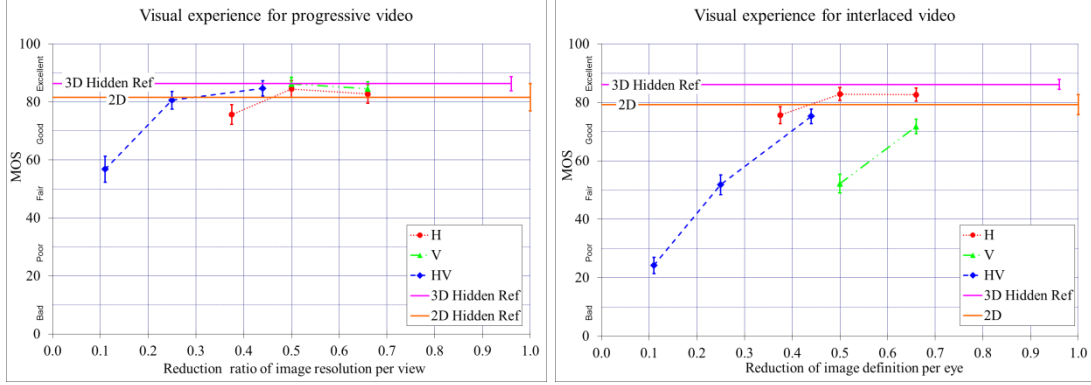 Visual experience for progressive video
100
80
60
40
20
0
MOS
Excellent
Good
Fair
Poor
Bad
3D Hidden Ref
2D
H
V
HV
3D Hidden Ref
2D Hidden Ref
0.0 0.1 0.2 0.3 0.4 0.5 0.6 0.7 0.8 0.9 1.0
Reduction ratio of image resolution per view
Visual experience for interlaced video
100
80
60
40
20
0
MOS
Excellent
Good
Fair
Poor
Bad
3D Hidden Ref
2D
H
V
HV
3D Hidden Ref
2D
0.0 0.1 0.2 0.3 0.4 0.5 0.6 0.7 0.8 0.9 1.0
Reduction of image definition per eye